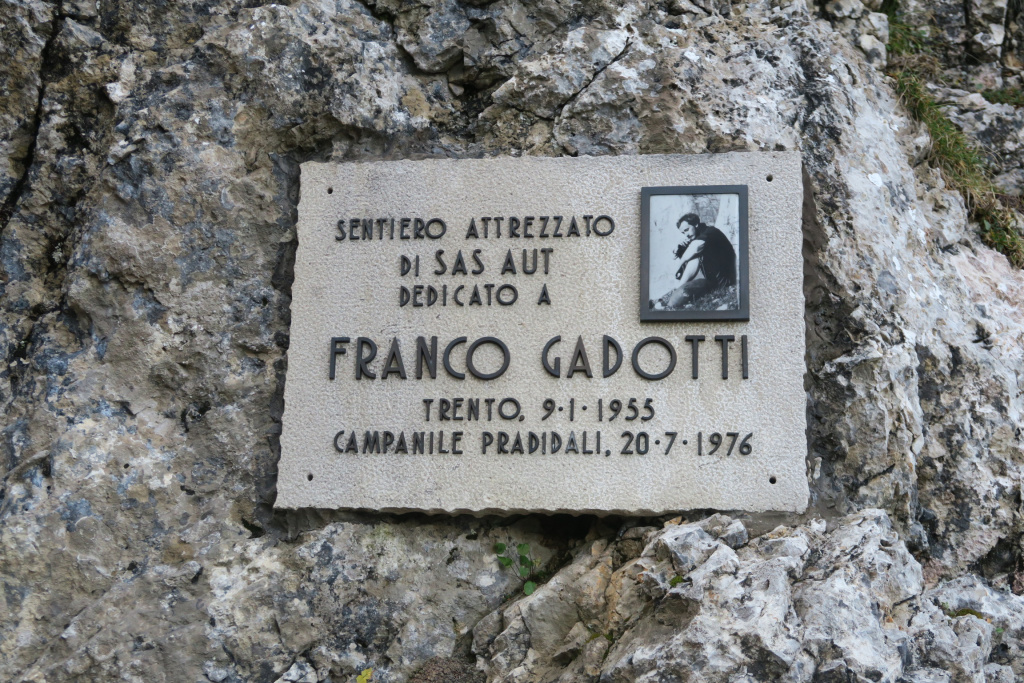 SENTIERO ATTREZZATO
DI SAS AUT
DEDICATO A
FRANCO GADOTTI
TRENTO, 9·1·1955
CAMPANILE PRADIDALI, 20·7·1976